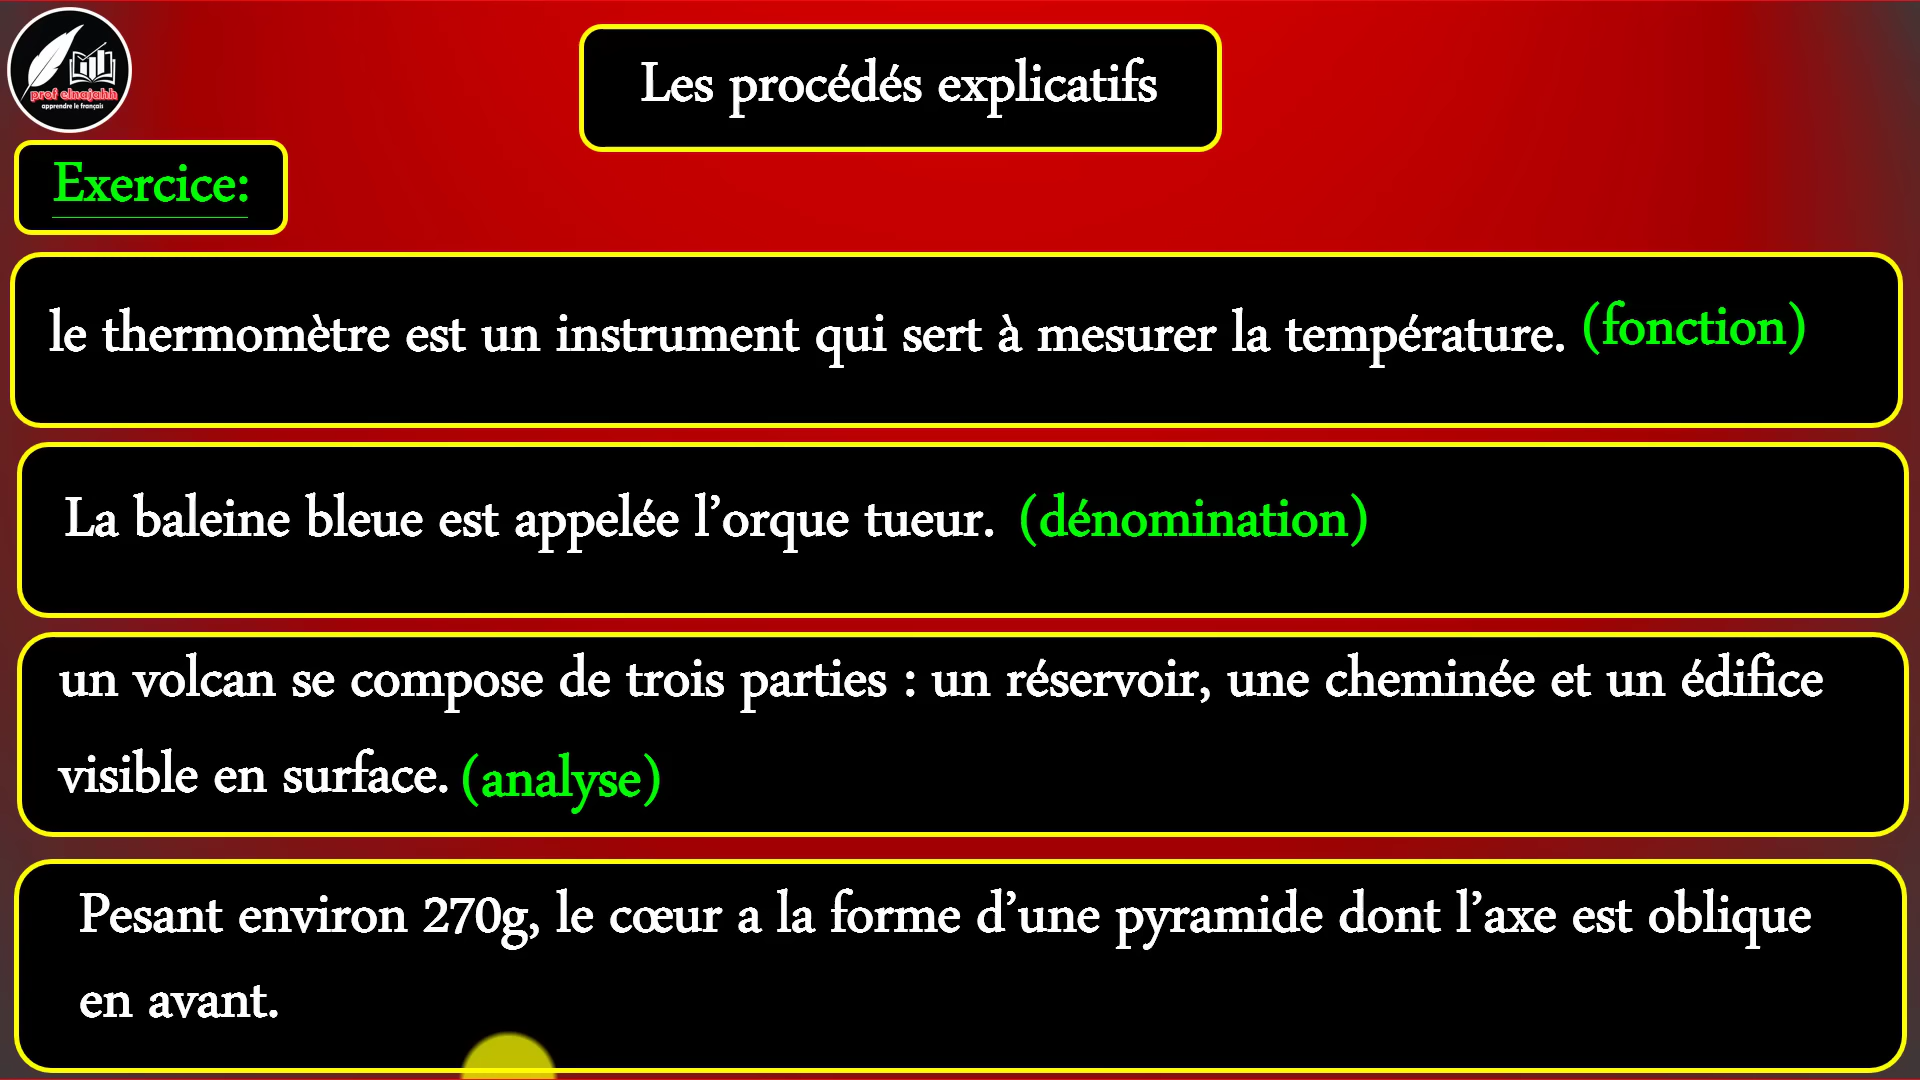 prof elnajahh
apprendre le français
Les procédés explicatifs
Exercice:
le thermomètre est un instrument qui sert à mesurer la température. (fonction)
La baleine bleue est appelée l’orque tueur. (dénomination)
un volcan se compose de trois parties : un réservoir, une cheminée et un édifice
visible en surface. (analyse)
Pesant environ 270g, le cœur a la forme d’une pyramide dont l’axe est oblique
en avant.